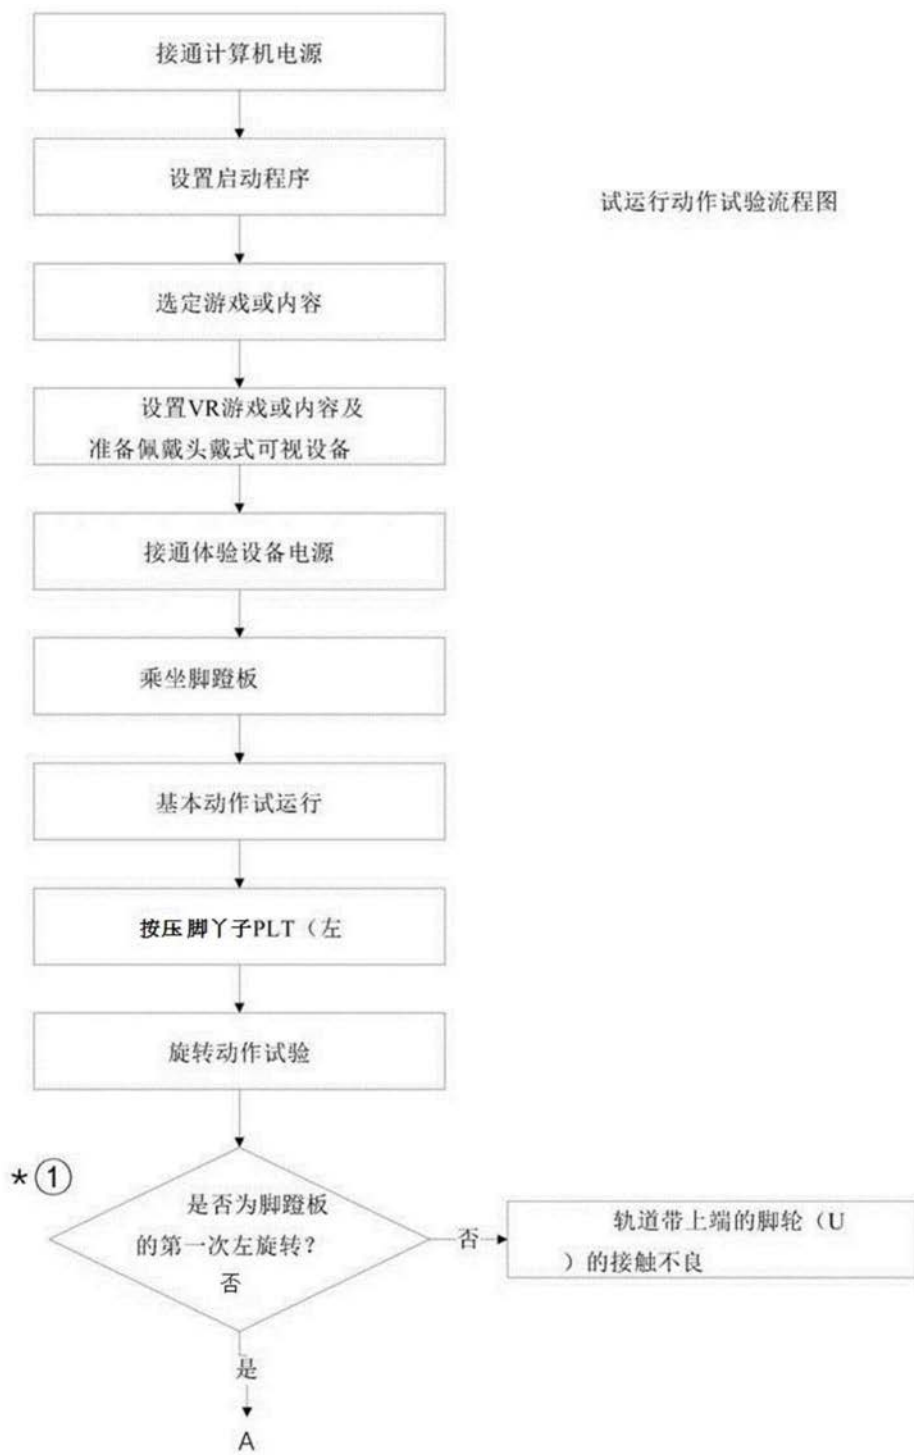 接通计算机电源
设置启动程序
试运行动作试验流程图
选定游戏或内容
设置VR游戏或内容及
准备佩戴头戴式可视设备
接通体验设备电源
乘坐脚蹬板
基本动作试运行
按压脚丫子PLT（左
旋转动作试验
*①
是否为脚蹬板
的第一次左旋转？
否
否
轨道带上端的脚轮（U
）的接触不良
是
A